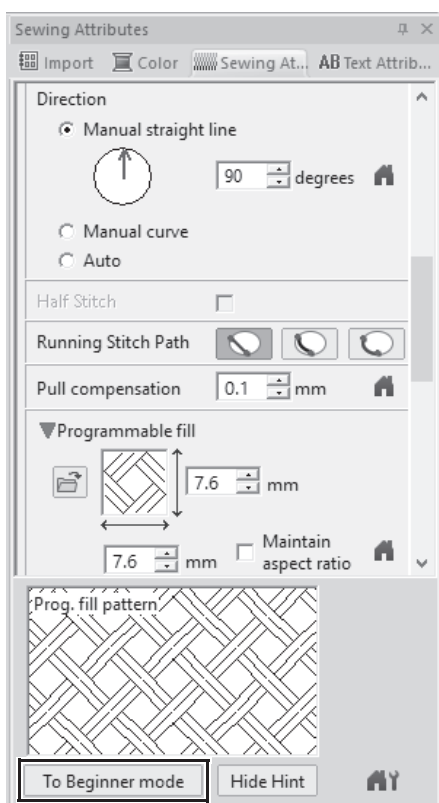 Sewing Attributes
Import Color Sewing At... AB Text Attrib...
Direction
Manual straight line
90 degrees
Manual curve
Auto
Half Stitch
Running Stitch Path
Pull compensation 0.1 mm
Programmable fill
7.6 mm
7.6 mm Maintain
aspect ratio
Prog. fill pattern
To Beginner mode Hide Hint